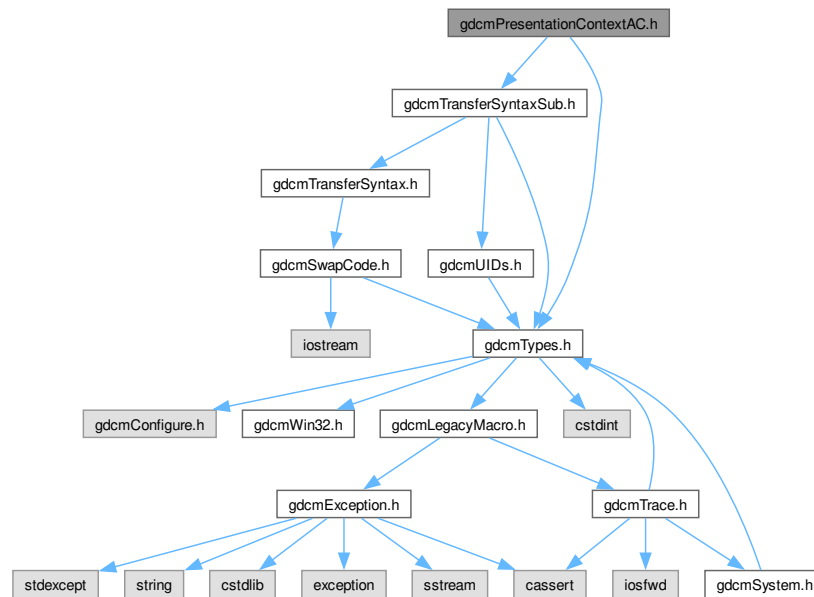 gdcmPresentationContextAC.h
gdcmTransferSyntaxSub.h
gdcmTransferSyntax.h
gdcmSwapCode.h
gdcmUIDs.h
iostream
gdcmTypes.h
gdcmConfigure.h
gdcmWin32.h
gdcmLegacyMacro.h
cstdint
gdcmException.h
gdcmTrace.h
stdexcept
string
cstdlib
exception
sstream
cassert
iosfwd
gdcmSystem.h